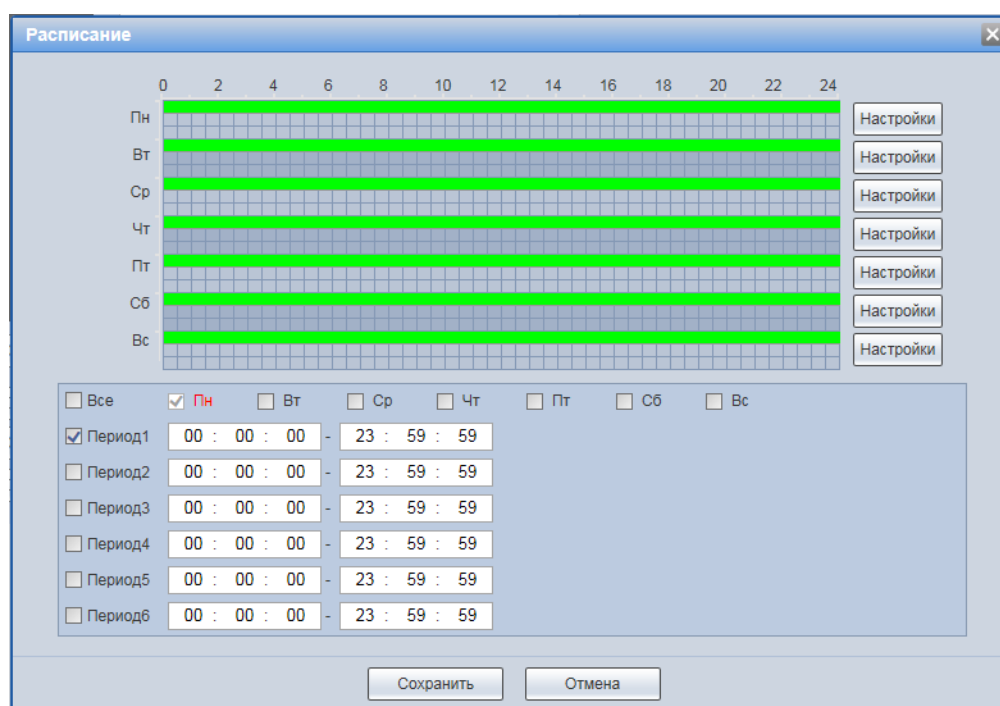 Расписание
0 2 4 6 8 10 12 14 16 18 20 22 24
Пн Настройки
Вт Настройки
Ср Настройки
Чт Настройки
Пт Настройки
Сб Настройки
Вс Настройки
Все Пн Вт Ср Чт Пт Сб Вс
Период1 00 : 00 : 00 - 23 : 59 : 59
Период2 00 : 00 : 00 - 23 : 59 : 59
Период3 00 : 00 : 00 - 23 : 59 : 59
Период4 00 : 00 : 00 - 23 : 59 : 59
Период5 00 : 00 : 00 - 23 : 59 : 59
Период6 00 : 00 : 00 - 23 : 59 : 59
Сохранить Отмена